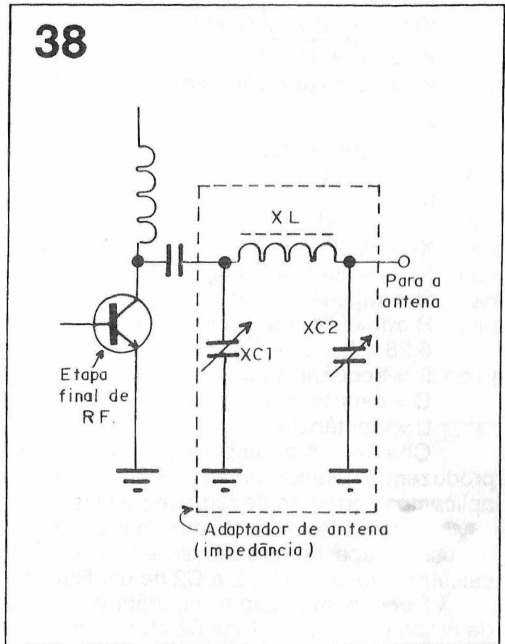 38
XL
Para a
antena
XC1
XC2
Etapa
final de
RF.
Adaptador de antena
(impedância)